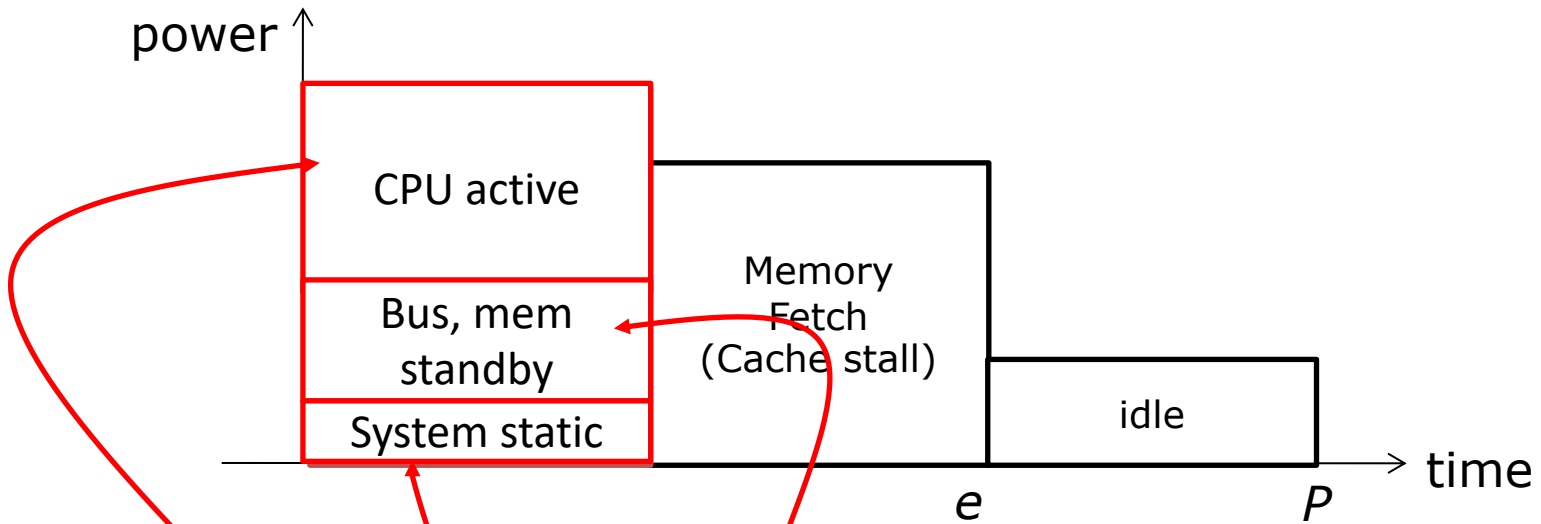 power
CPU active
Bus, mem
standby
System static
Memory
Fetch
(Cache stall)
idle
time
e
P